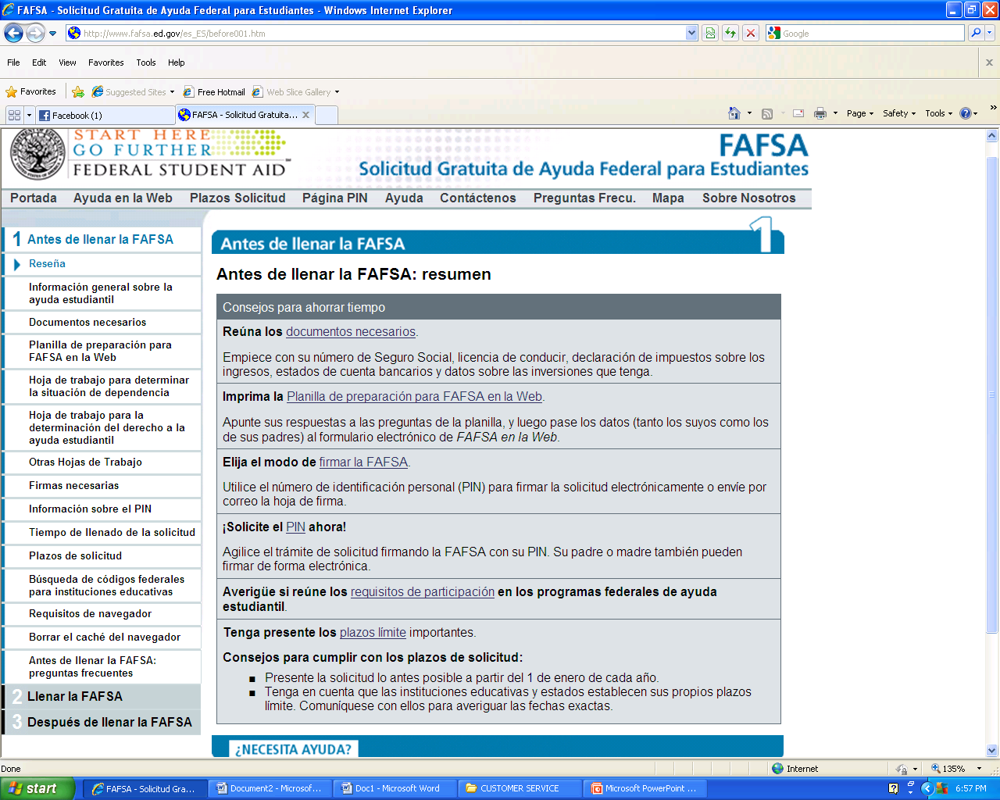 FAFSA - Solicitud Gratuita de Ayuda Federal para Estudiantes - Windows Internet Explorer
http://www.fafsa.ed.gov/es_ES/before001.htm
Google
File Edit View Favorites Tools Help
Favorites Suggested Sites Free Hotmail Web Slice Gallery
Facebook (1) FAFSA - Solicitud Gratuita... Page Safety Tools
START HERE
GO FURTHER
FEDERAL STUDENT AID™
FAFSA
Solicitud Gratuita de Ayuda Federal para Estudiantes
Portada Ayuda en la Web Plazos Solicitud Página PIN Ayuda Contáctenos Preguntas Frecu. Mapa Sobre Nosotros
1 Antes de llenar la FAFSA
Reseña
Información general sobre la
ayuda estudiantil
Documentos necesarios
Planilla de preparación para
FAFSA en la Web
Hoja de trabajo para determinar
la situación de dependencia
Hoja de trabajo para la
determinación del derecho a la
ayuda estudiantil
Otras Hojas de Trabajo
Firmas necesarias
Información sobre el PIN
Tiempo de llenado de la solicitud
Plazos de solicitud
Búsqueda de códigos federales
para instituciones educativas
Requisitos de navegador
Borrar el caché del navegador
Antes de llenar la FAFSA:
preguntas frecuentes
2 Llenar la FAFSA
3 Después de llenar la FAFSA
Antes de llenar la FAFSA 1
Antes de llenar la FAFSA: resumen
Consejos para ahorrar tiempo
Reúna los documentos necesarios.
Empiece con su número de Seguro Social, licencia de conducir, declaración de impuestos sobre los
ingresos, estados de cuenta bancarios y datos sobre las inversiones que tenga.
Imprima la Planilla de preparación para FAFSA en la Web.
Apunte sus respuestas a las preguntas de la planilla, y luego pase los datos (tanto los suyos como los
de sus padres) al formulario electrónico de FAFSA en la Web.
Elija el modo de firmar la FAFSA.
Utilice el número de identificación personal (PIN) para firmar la solicitud electrónicamente o envíe por
correo la hoja de firma.
¡Solicite el PIN ahora!
Agilice el trámite de solicitud firmando la FAFSA con su PIN. Su padre o madre también pueden
firmar de forma electrónica.
Averigüe si reúne los requisitos de participación en los programas federales de ayuda
estudiantil.
Tenga presente los plazos límite importantes.
Consejos para cumplir con los plazos de solicitud:
Presente la solicitud lo antes posible a partir del 1 de enero de cada año.
Tenga en cuenta que las instituciones educativas y estados establecen sus propios plazos
límite. Comuníquese con ellos para averiguar las fechas exactas.
¿NECESITA AYUDA?
Done Internet 135%
start FAFSA - Solicitud Gra... Document2 - Microsof... Doc1 - Microsoft Word CUSTOMER SERVICE Microsoft PowerPoint ... 6:57 PM